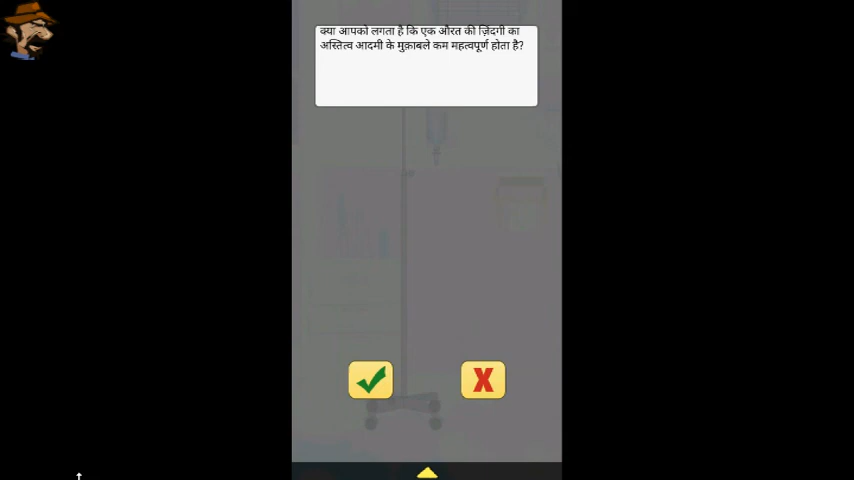 क्या आपको लगता है कि एक औरत की ज़िंदगी का
अस्तित्व आदमी के मुक़ाबले कम महत्वपूर्ण होता है?